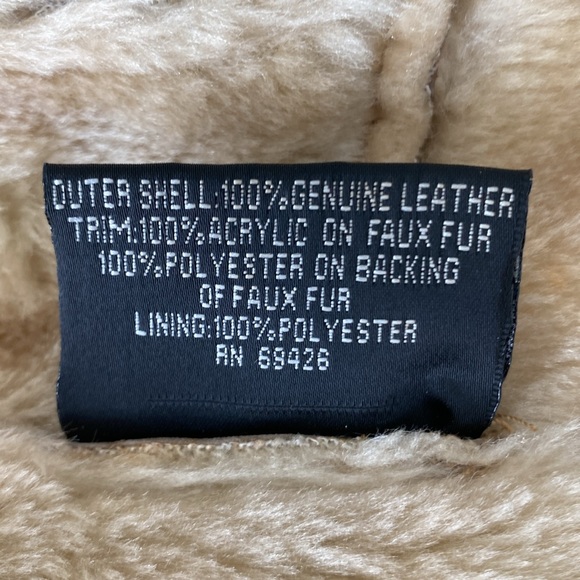 OUTER SHELL:100%GENUINE LEATHER
TRIM:100%ACRYLIC ON FAUX FUR
100%POLYESTER ON BACKING
OF FAUX FUR
LINING:100%POLYESTER
RN 69426